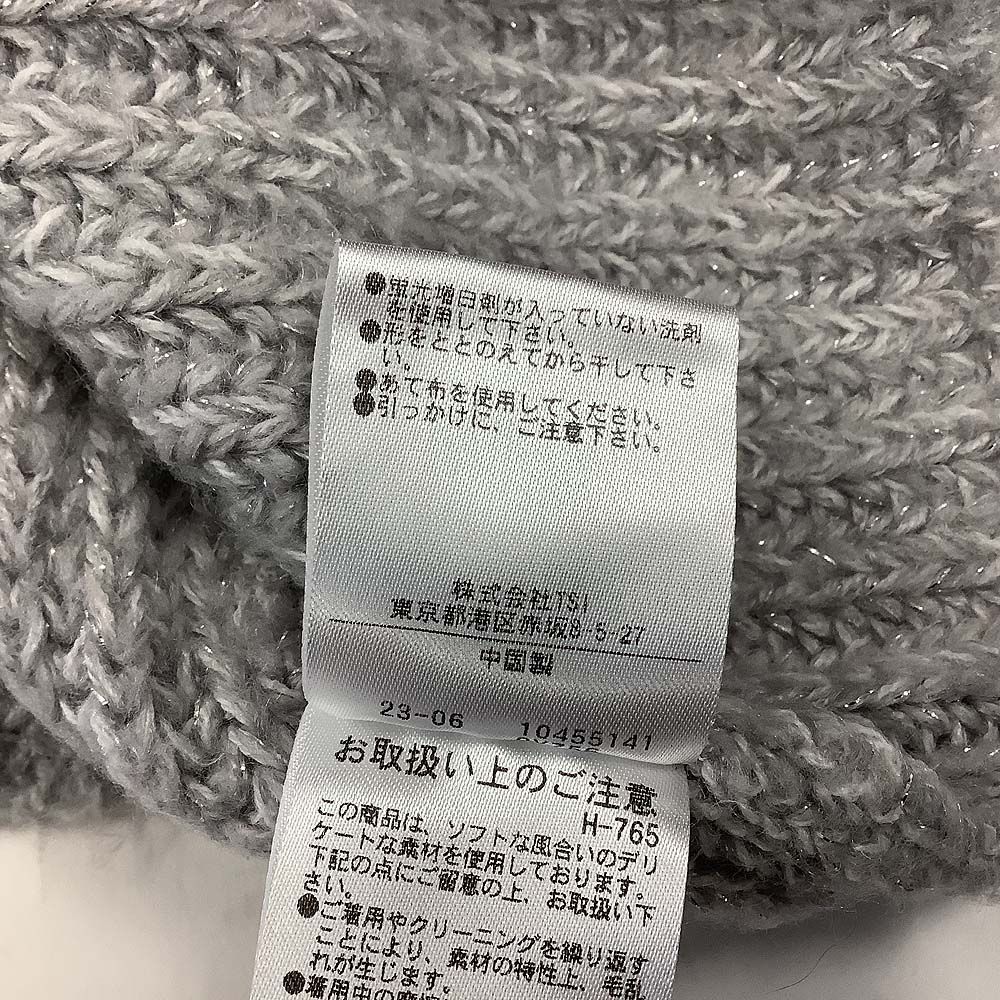 ●蛍光増白剤が入っていない洗剤
を使用して下さい。
●形をととのえてから干して下さ
い。
●あて布を使用してください。
●引っかけに、ご注意下さい。
株式会社TSI
東京都港区赤坂8-5-27
中国製
23-06 10455141
お取扱い上のご注意
H-765
この商品は、ソフトな風合いのデリ
ケートな素材を使用しております。
下記の点にご留意の上、お取扱い下
さい。
●ご着用やクリーニングを繰り返す
ことにより、素材の特性上、毛乱
れが生じます。
●着用中の摩擦